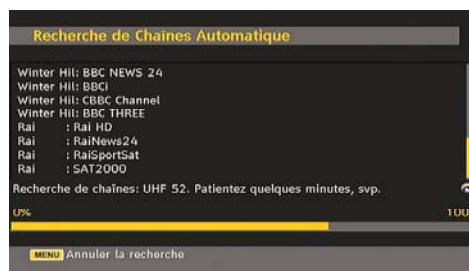 Recherche de Chaînes Automatique
Winter Hil: BBC NEWS 24
Winter Hil: BBCi
Winter Hil: CBBC Channel
Winter Hil: BBC THREE
Rai : Rai HD
Rai : RaiNews24
Rai : RaiSportSat
Rai : SAT2000
Recherche de chaînes: UHF 52. Patientez quelques minutes, svp.
0% 100
MENU Annuler la recherche